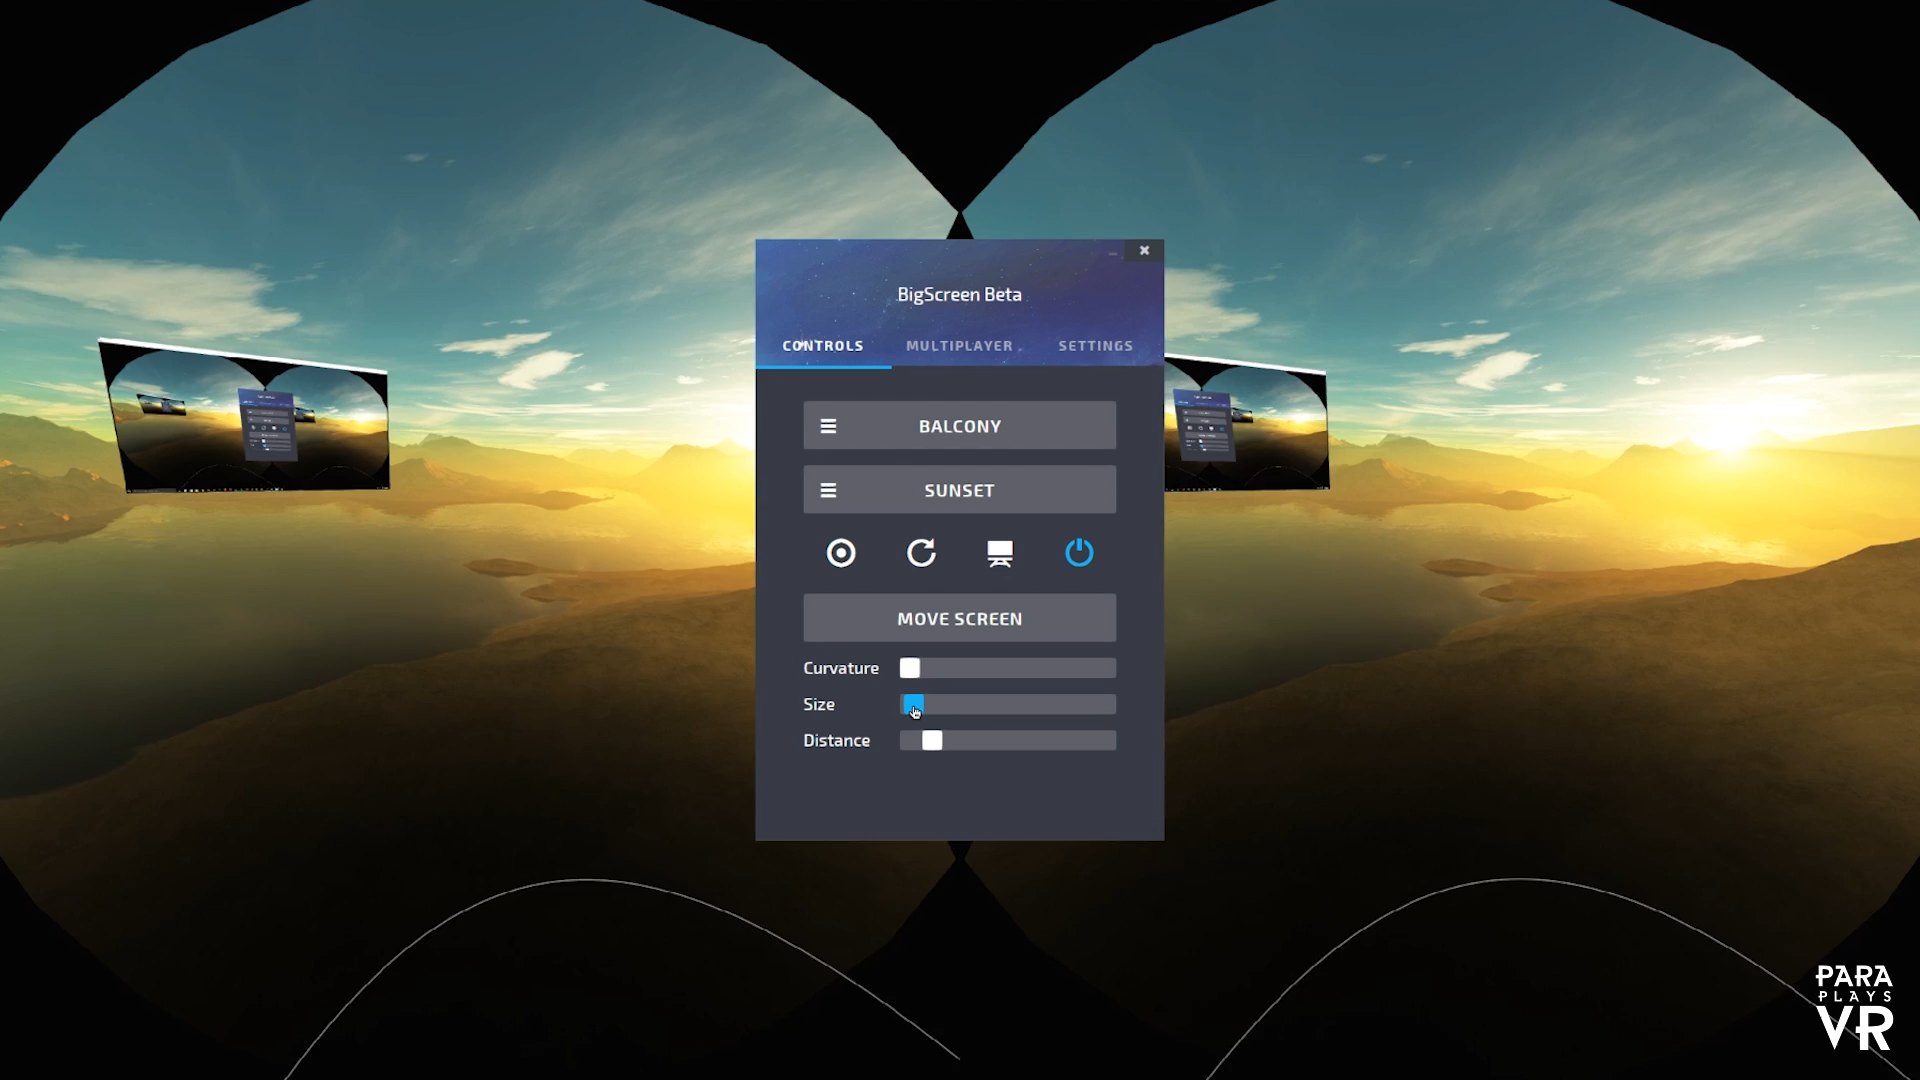 BigScreen Beta
CONTROLS MULTIPLAYER SETTINGS
BALCONY
SUNSET
MOVE SCREEN
Curvature
Size
Distance
PARA
PLAYS
VR